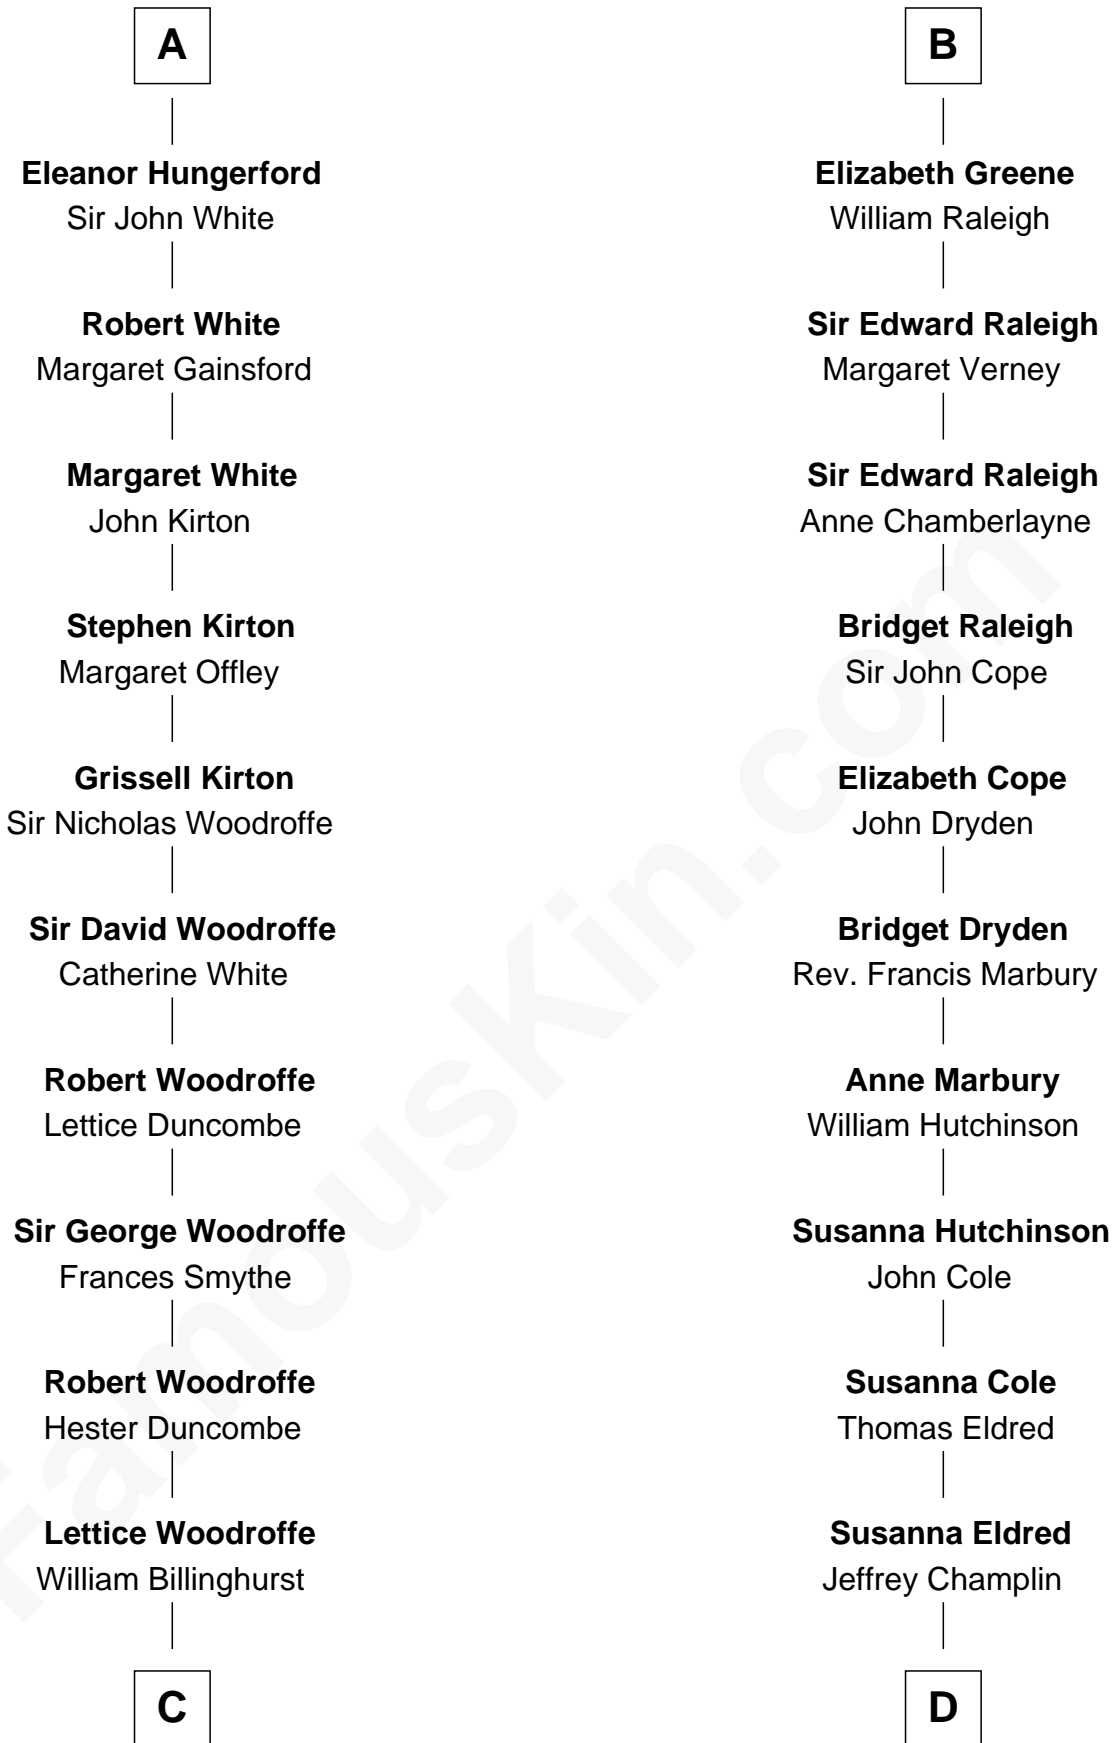 A
Eleanor Hungerford
Sir John White
Robert White
Margaret Gainsford
Margaret White
John Kirton
Stephen Kirton
Margaret Offley
Grissell Kirton
Sir Nicholas Woodroffe
Sir David Woodroffe
Catherine White
Robert Woodroffe
Lettice Duncombe
Sir George Woodroffe
Frances Smythe
Robert Woodroffe
Hester Duncombe
Lettice Woodroffe
William Billinghurst
C
B
Elizabeth Greene
William Raleigh
Sir Edward Raleigh
Margaret Verney
Sir Edward Raleigh
Anne Chamberlayne
Bridget Raleigh
Sir John Cope
Elizabeth Cope
John Dryden
Bridget Dryden
Rev. Francis Marbury
Anne Marbury
William Hutchinson
Susanna Hutchinson
John Cole
Susanna Cole
Thomas Eldred
Susanna Eldred
Jeffrey Champlin
D
FamousKin.com